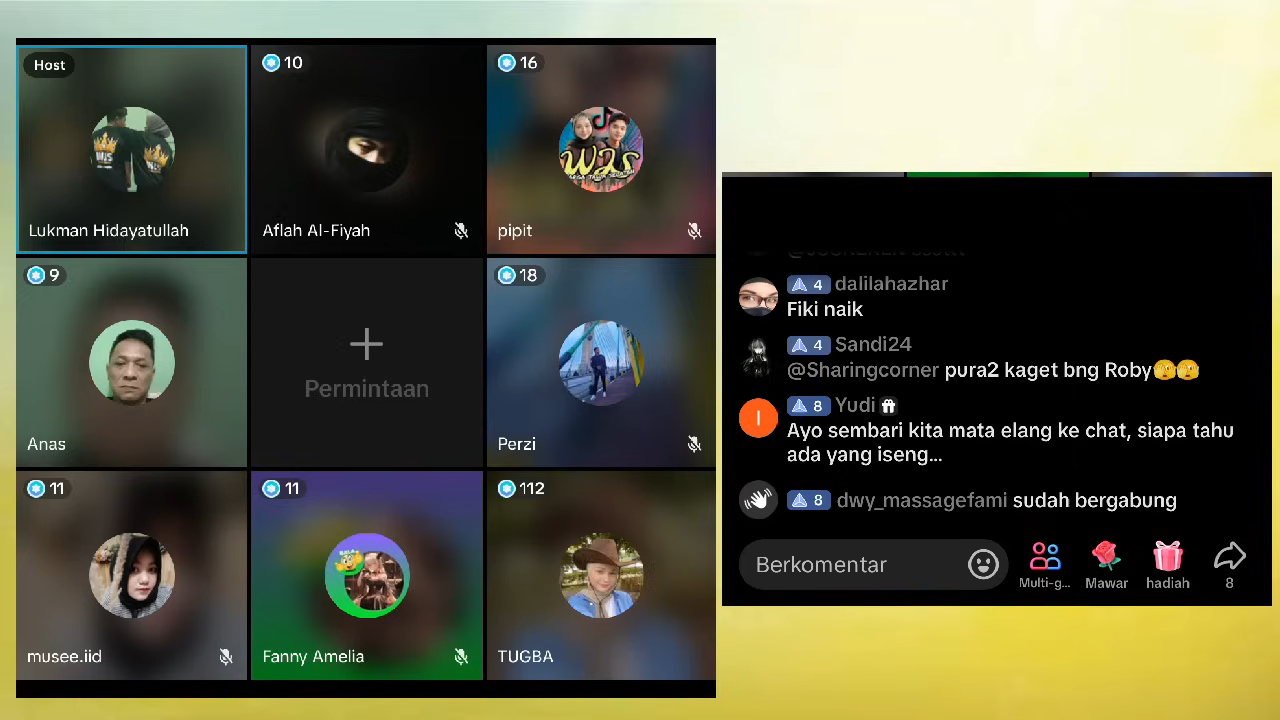 Host
Lukman Hidayatullah
10
Aflah Al-Fiyah
16
WJS
pipit
9
Anas
Permintaan
18
Perzi
11
musee.iid
11
Fanny Amelia
112
TUGBA
4 dalilahazhar
Fiki naik
4 Sandi24
@Sharingcorner pura2 kaget bng Roby🫣🫣
8 Yudi
I
Ayo sembari kita mata elang ke chat, siapa tahu
ada yang iseng...
8 dwy_massagefami sudah bergabung
Berkomentar
Multi-g...
Mawar
hadiah
8